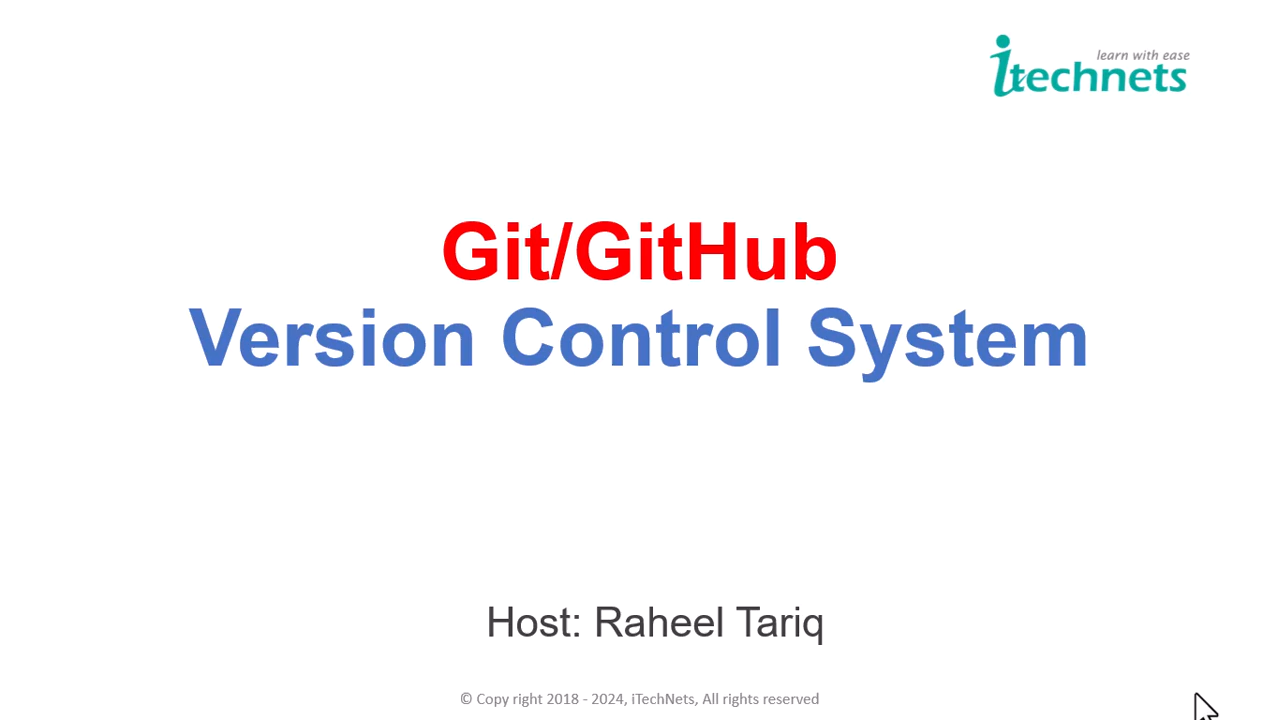 learn with ease
itechnets
Git/GitHub
Version Control System
Host: Raheel Tariq
© Copy right 2018 - 2024, iTechNets, All rights reserved